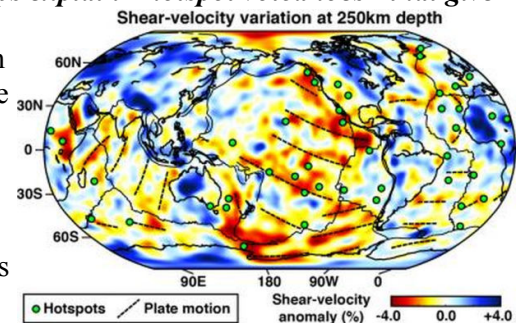 Shear-velocity variation at 250km depth
60N
30N
0
30S
60S
90E 180 90W 0
Hotspots Plate motion
Shear-velocity
anomaly (%)
-4.0 0.0 +4.0